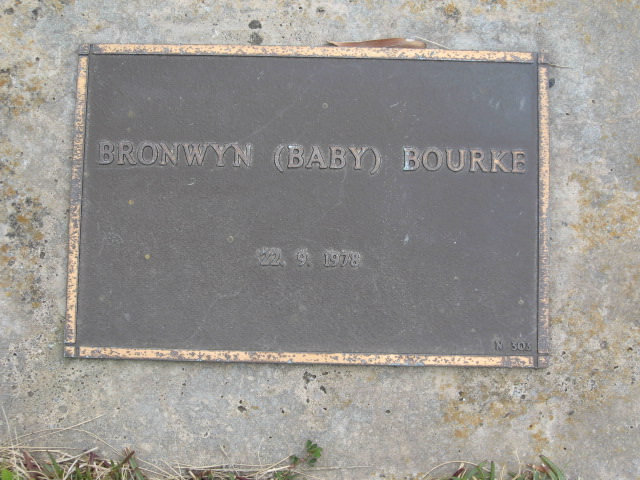 BRONWYN (BABY) BOURKE
22. 9. 1978
N 303